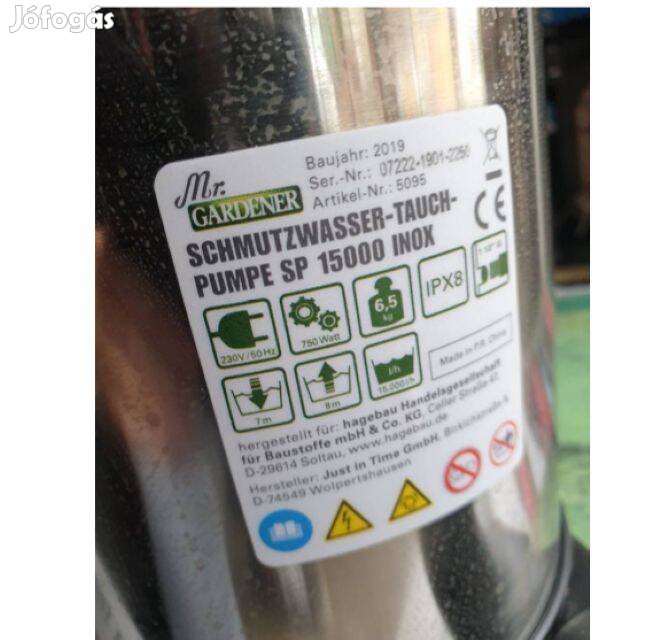 Jófogás
Mr.
GARDENER
Baujahr: 2019
Ser.-Nr.: 07222-1901-2250
Artikel-Nr.: 5095
SCHMUTZWASSER-TAUCH-
PUMPE SP 15000 INOX
CE
230V/50Hz
750 Watt
6,5
kg
IPX8
7 m
8 m
l/h
15.000 l/h
Made in P.R. China
hergestellt für: hagebau Handelsgesellschaft
für Baustoffe mbH & Co. KG, Celler Straße 47,
D-29614 Soltau, www.hagebau.de
Hersteller: Just in Time GmbH,
D-74549 Wolpertshausen